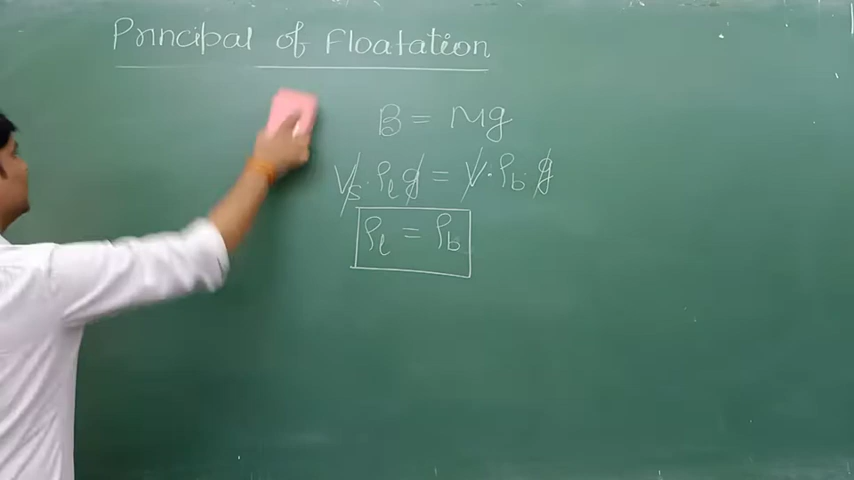 Principal of Floatation
B = Mg
Vs · ρl g = V · ρb · g
ρl = ρb